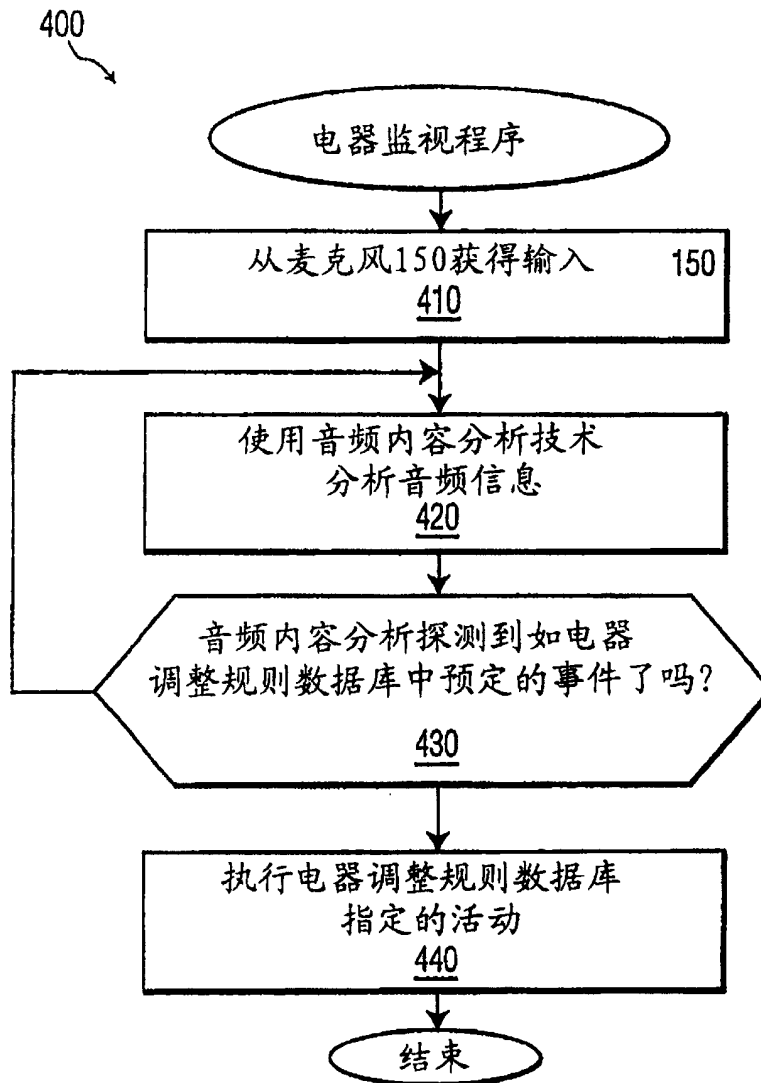 400
电器监视程序
从麦克风150获得输入 150
410
使用音频内容分析技术
分析音频信息
420
音频内容分析探测到如电器
调整规则数据库中预定的事件了吗?
430
执行电器调整规则数据库
指定的活动
440
结束